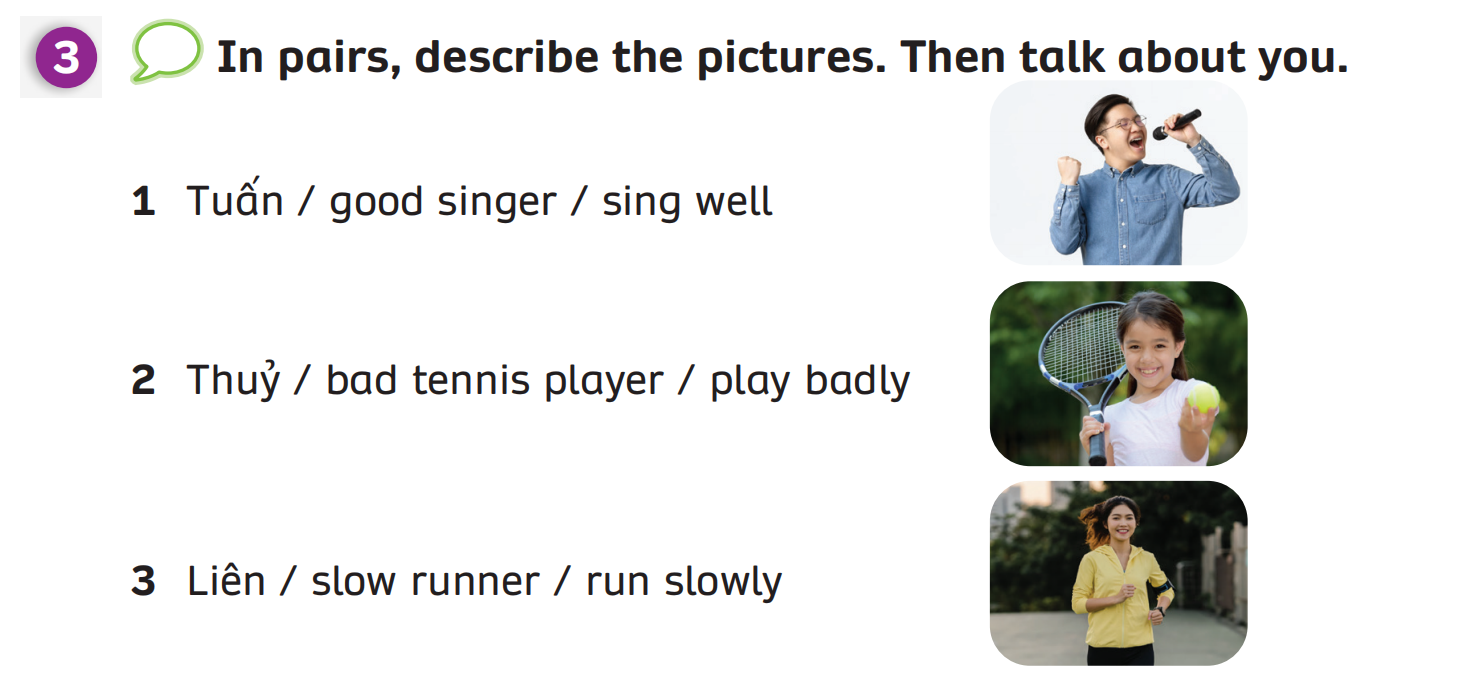 3 In pairs, describe the pictures. Then talk about you.
1 Tuấn / good singer / sing well
2 Thuỷ / bad tennis player / play badly
3 Liên / slow runner / run slowly